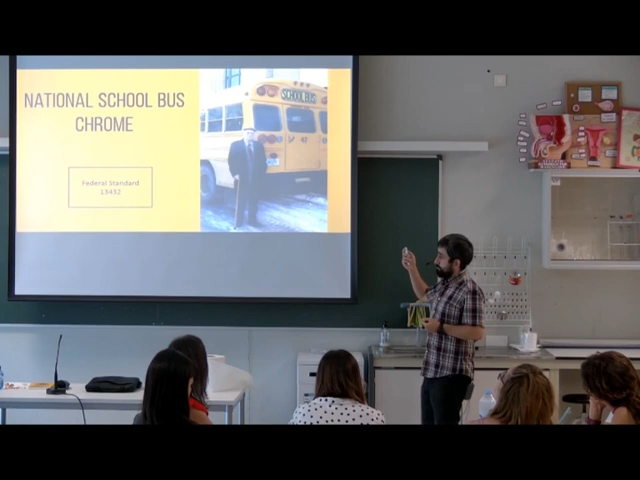 NATIONAL SCHOOL BUS
CHROME
Federal Standard
13432
SCHOOL BUS